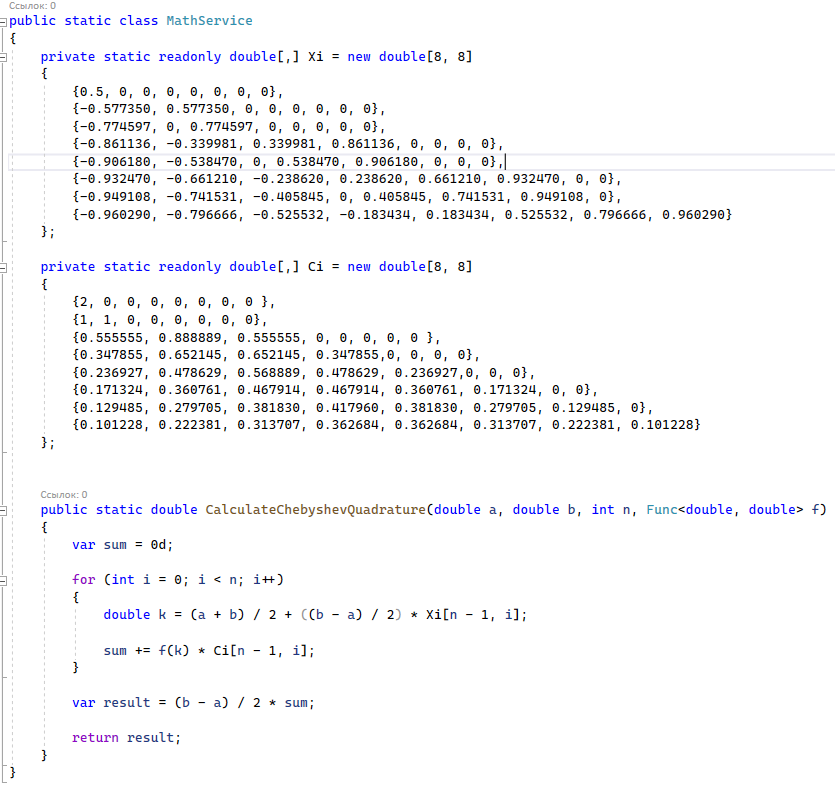 Ссылок: 0
public static class MathService
{
private static readonly double[,] Xi = new double[8, 8]
{
{0.5, 0, 0, 0, 0, 0, 0, 0},
{-0.577350, 0.577350, 0, 0, 0, 0, 0, 0},
{-0.774597, 0, 0.774597, 0, 0, 0, 0, 0},
{-0.861136, -0.339981, 0.339981, 0.861136, 0, 0, 0, 0},
{-0.906180, -0.538470, 0, 0.538470, 0.906180, 0, 0, 0},
{-0.932470, -0.661210, -0.238620, 0.238620, 0.661210, 0.932470, 0, 0},
{-0.949108, -0.741531, -0.405845, 0, 0.405845, 0.741531, 0.949108, 0},
{-0.960290, -0.796666, -0.525532, -0.183434, 0.183434, 0.525532, 0.796666, 0.960290}
};
private static readonly double[,] Ci = new double[8, 8]
{
{2, 0, 0, 0, 0, 0, 0, 0 },
{1, 1, 0, 0, 0, 0, 0, 0},
{0.555555, 0.888889, 0.555555, 0, 0, 0, 0, 0 },
{0.347855, 0.652145, 0.652145, 0.347855,0, 0, 0, 0},
{0.236927, 0.478629, 0.568889, 0.478629, 0.236927,0, 0, 0},
{0.171324, 0.360761, 0.467914, 0.467914, 0.360761, 0.171324, 0, 0},
{0.129485, 0.279705, 0.381830, 0.417960, 0.381830, 0.279705, 0.129485, 0},
{0.101228, 0.222381, 0.313707, 0.362684, 0.362684, 0.313707, 0.222381, 0.101228}
};
Ссылок: 0
public static double CalculateChebyshevQuadrature(double a, double b, int n, Func<double, double> f)
{
var sum = 0d;
for (int i = 0; i < n; i++)
{
double k = (a + b) / 2 + ((b - a) / 2) * Xi[n - 1, i];
sum += f(k) * Ci[n - 1, i];
}
var result = (b - a) / 2 * sum;
return result;
}
}